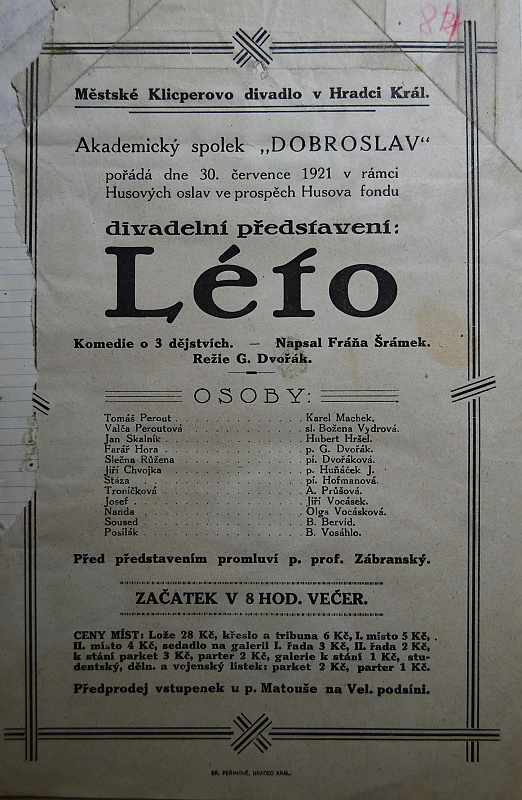 Městské Klicperovo divadlo v Hradci Král.
Akademický spolek „DOBROSLAV“
pořádá dne 30. července 1921 v rámci
Husových oslav ve prospěch Husova fondu
divadelní představení:
Léto
Komedie o 3 dějstvích. — Napsal Fráňa Šrámek.
Režie G. Dvořák.
OSOBY:
Tomáš Perout . . . . . Karel Machek.
Valča Peroutová . . . . . sl. Božena Vydrová.
Jan Skalník . . . . . Hubert Hršel.
Farář Hora . . . . . p. G. Dvořák.
Slečna Růžena . . . . . pí. Dvořáková.
Jiří Chvojka . . . . . p. Huňáček J.
Stáza . . . . . pí. Hofmanová.
Troníčková . . . . . A. Průšová.
Josef . . . . . Jiří Vocásek.
Nanda . . . . . Olga Vocásková.
Soused . . . . . B. Bervid.
Posilák . . . . . B. Vosáhlo.
Před představením promluví p. prof. Zábranský.
ZAČÁTEK V 8 HOD. VEČER.
CENY MÍST: Lože 28 Kč, křeslo a tribuna 6 Kč, I. místo 5 Kč,
II. místo 4 Kč, sedadlo na galerii I. řada 3 Kč, II. řada 2 Kč,
k stání parket 3 Kč, parter 2 Kč, galerie k stání 1 Kč, stu-
dentský, děln. a vojenský lístek: parket 2 Kč, parter 1 Kč.
Předprodej vstupenek u p. Matouše na Vel. podsíni.
BR. PEŘINOVÉ, HRADEC KRÁL.